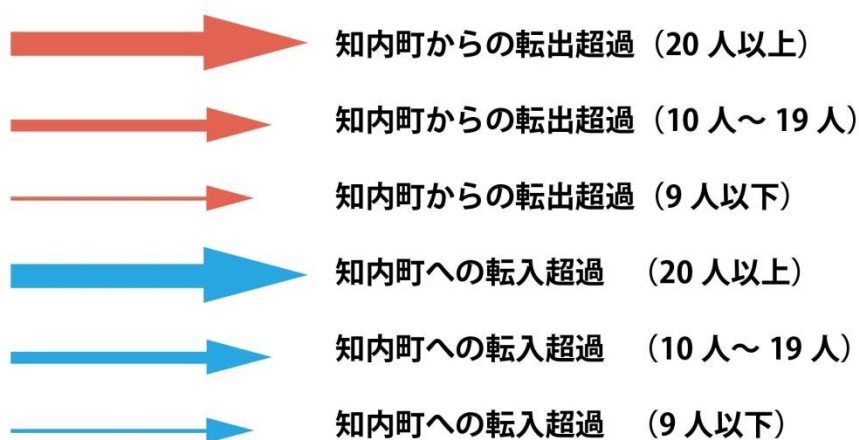 知内町からの転出超過（20 人以上）
知内町からの転出超過（10 人～ 19 人）
知内町からの転出超過（9 人以下）
知内町への転入超過　（20 人以上）
知内町への転入超過　（10 人～ 19 人）
知内町への転入超過　（9 人以下）